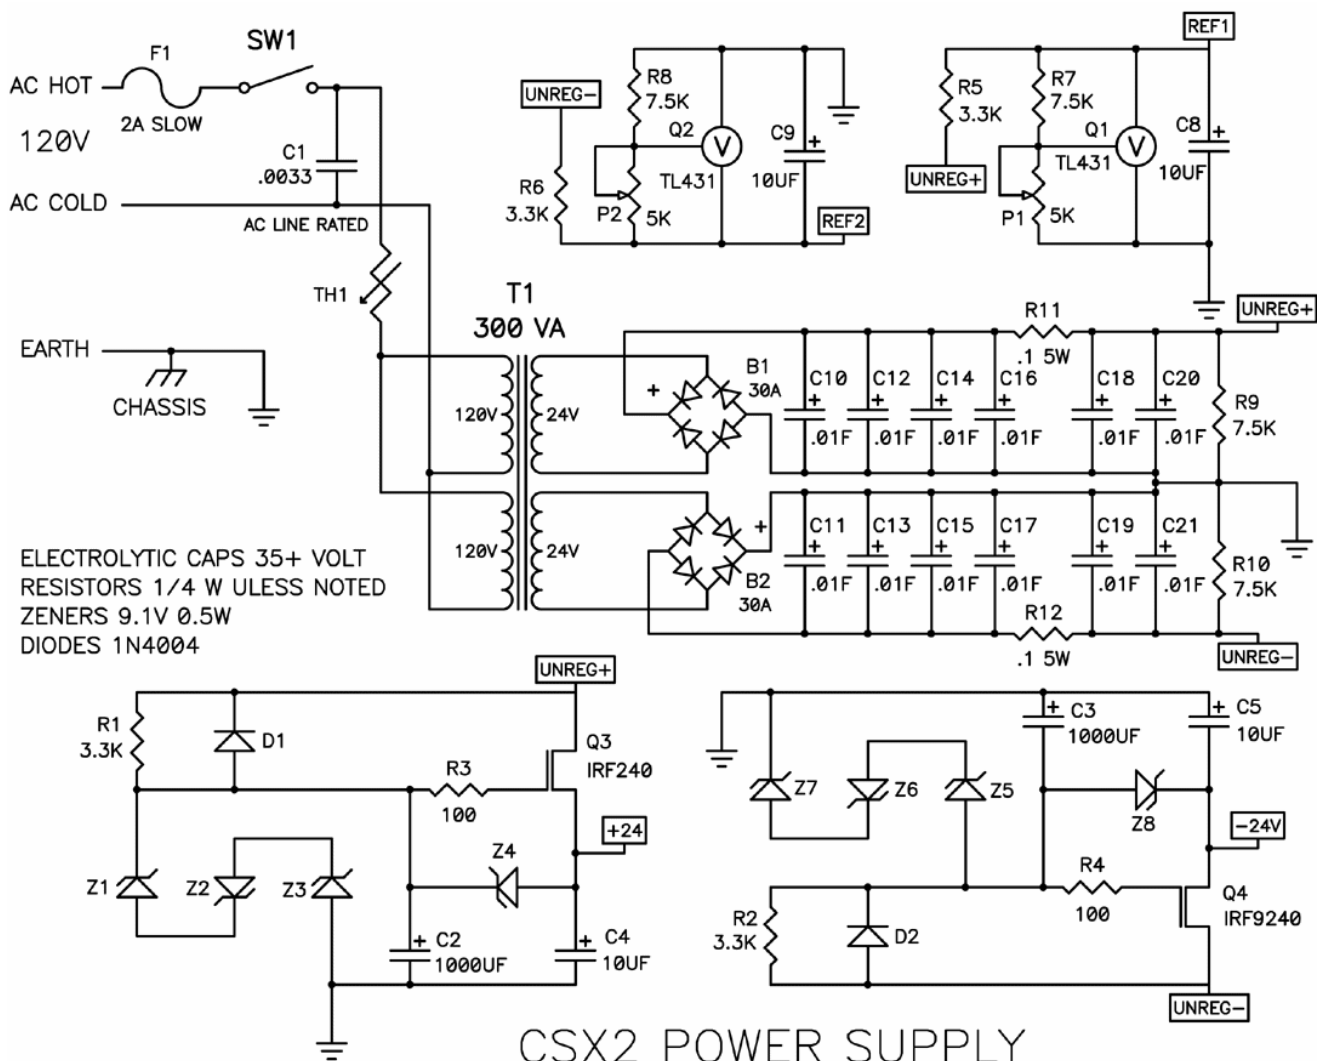 F1
SW1
AC HOT
2A SLOW
120V
C1
.0033
AC COLD
AC LINE RATED
TH1
EARTH
CHASSIS
UNREG-
R8
7.5K
Q2
TL431
C9
+
10UF
R6
3.3K
P2
5K
REF2
REF1
R5
3.3K
R7
7.5K
Q1
TL431
C8
+
10UF
UNREG+
P1
5K
V
V
T1
300 VA
120V
24V
120V
24V
B1
30A
+
B2
30A
+
R11
.1 5W
UNREG+
C10
+
.01F
C12
+
.01F
C14
+
.01F
C16
+
.01F
C18
+
.01F
C20
+
.01F
R9
7.5K
C11
+
.01F
C13
+
.01F
C15
+
.01F
C17
+
.01F
C19
+
.01F
C21
+
.01F
R10
7.5K
R12
.1 5W
UNREG-
ELECTROLYTIC CAPS 35+ VOLT
RESISTORS 1/4 W ULESS NOTED
ZENERS 9.1V 0.5W
DIODES 1N4004
UNREG+
R1
3.3K
D1
R3
100
Q3
IRF240
+24
Z1
Z2
Z3
Z4
C2
+
1000UF
C4
+
10UF
C3
+
1000UF
C5
+
10UF
Z7
Z6
Z5
Z8
-24V
R2
3.3K
D2
R4
100
Q4
IRF9240
UNREG-
CSX2 POWER SUPPLY